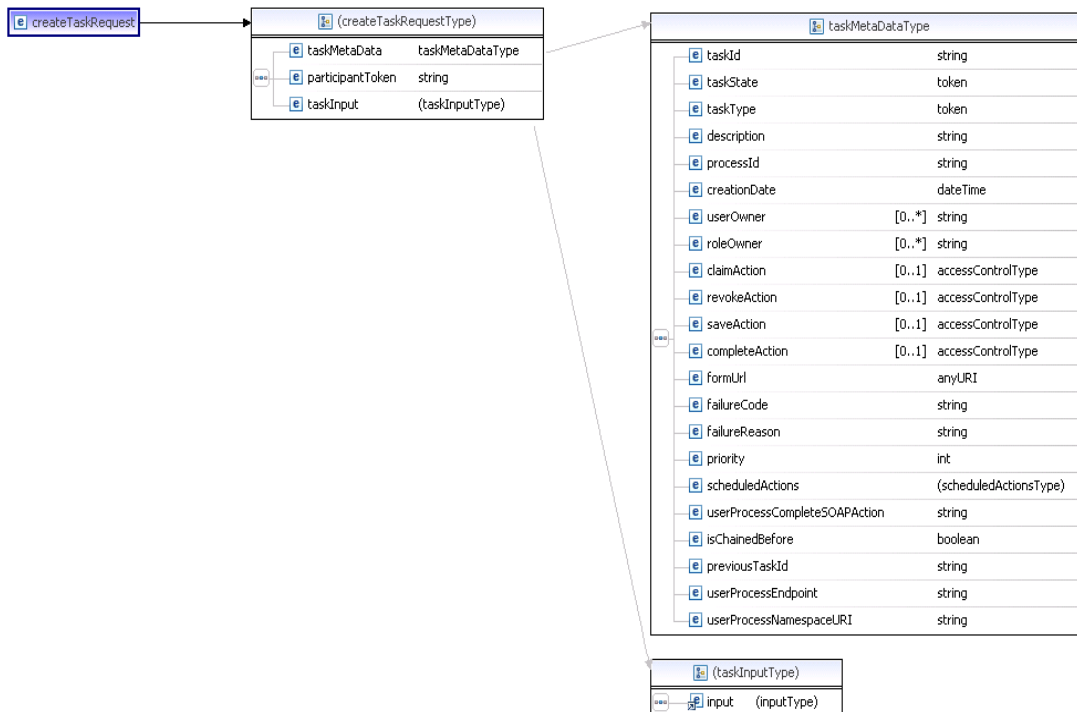 e createTaskRequest
(createTaskRequestType)
e taskMetaData taskMetaDataType
e participantToken string
e taskInput (taskInputType)
taskMetaDataType
e taskId string
e taskState token
e taskType token
e description string
e processId string
e creationDate dateTime
e userOwner [0..*] string
e roleOwner [0..*] string
e claimAction [0..1] accessControlType
e revokeAction [0..1] accessControlType
e saveAction [0..1] accessControlType
e completeAction [0..1] accessControlType
e formUrl anyURI
e failureCode string
e failureReason string
e priority int
e scheduledActions (scheduledActionsType)
e userProcessCompleteSOAPAction string
e isChainedBefore boolean
e previousTaskId string
e userProcessEndpoint string
e userProcessNamespaceURI string
(taskInputType)
e input (inputType)